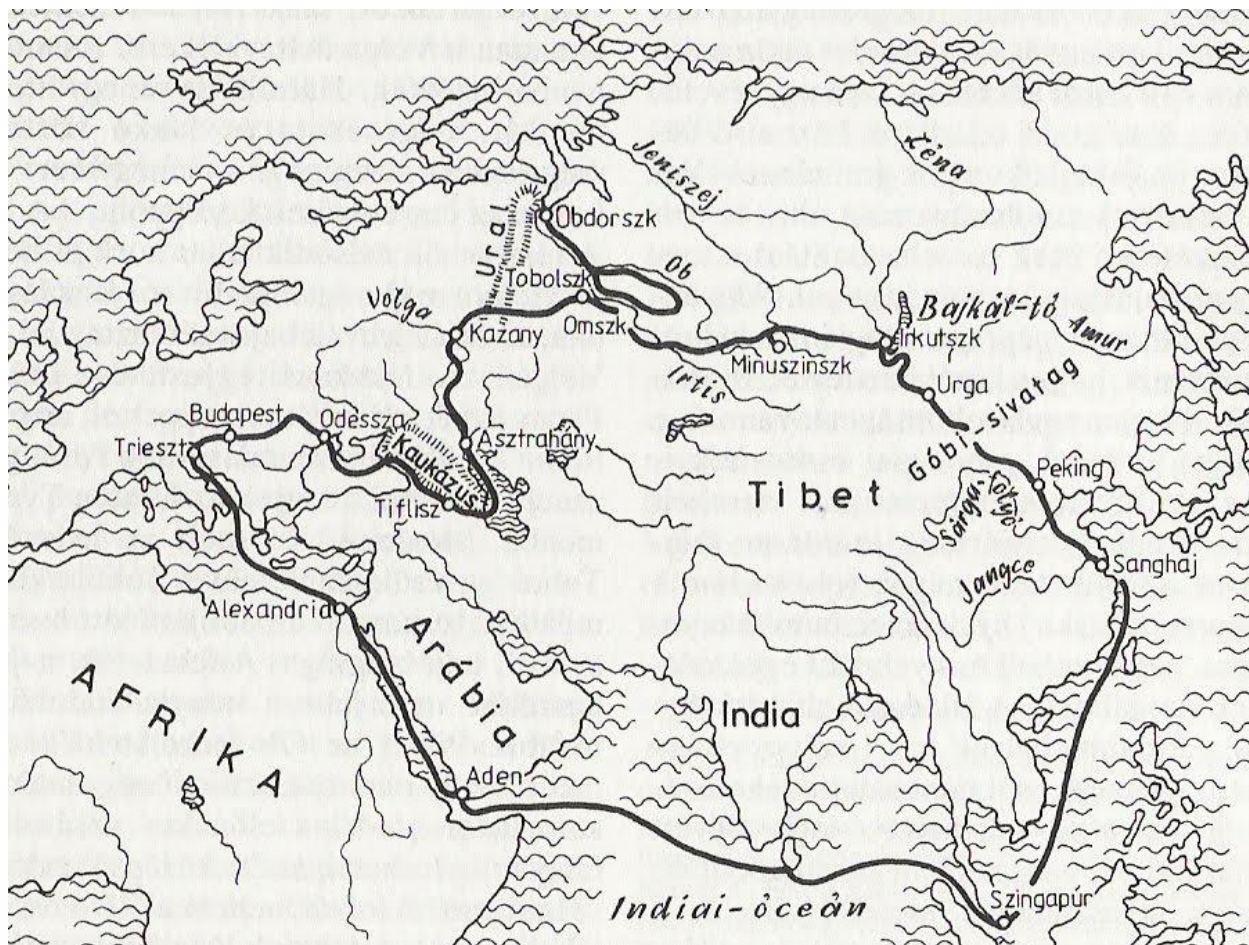 Jeniszej
Léna
Obdorszk
Ural
Tobolszk
Ob
Volga
Kazan
Omszk
Bajkál-tó
Amur
Irkutszk
Minuszinszk
Irtis
Urga
Budapest
Odessza
Trieszt
Asztrahány
Kaukázus
Tiflisz
Góbi-sivatag
Tibet
Peking
Sárga-folyó
Sanghaj
Jangce
Alexandria
Arábia
AFRIKA
India
Aden
Szingapúr
Indiai-óceán